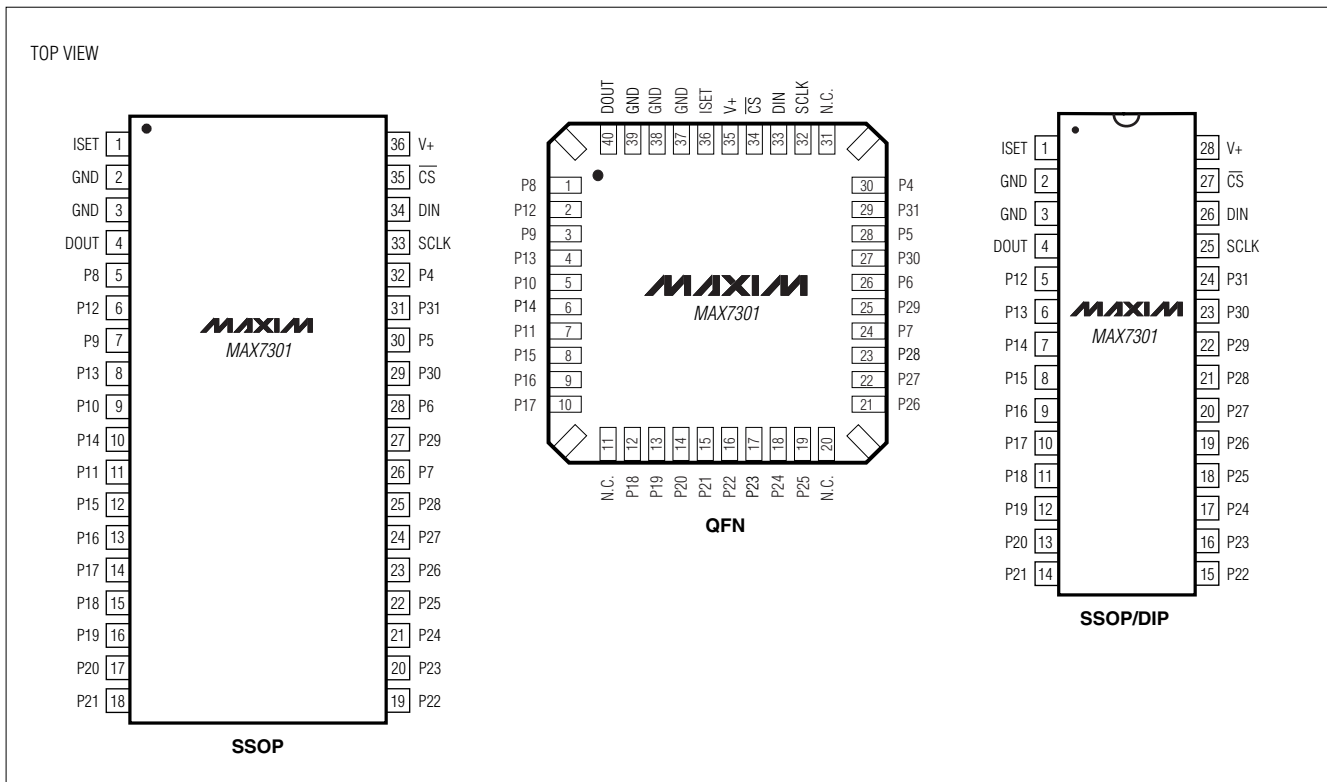 TOP VIEW
ISET 1
GND 2
GND 3
DOUT 4
P8 5
P12 6
P9 7
P13 8
P10 9
P14 10
P11 11
P15 12
P16 13
P17 14
P18 15
P19 16
P20 17
P21 18
MAXIM
MAX7301
36 V+
35 CS
34 DIN
33 SCLK
32 P4
31 P31
30 P5
29 P30
28 P6
27 P29
26 P7
25 P28
24 P27
23 P26
22 P25
21 P24
20 P23
19 P22
SSOP
DOUT GND GND GND ISET V+ CS DIN SCLK N.C.
40 39 38 37 36 35 34 33 32 31
P8 1
P12 2
P9 3
P13 4
P10 5
P14 6
P11 7
P15 8
P16 9
P17 10
MAXIM
MAX7301
30 P4
29 P31
28 P5
27 P30
26 P6
25 P29
24 P7
23 P28
22 P27
21 P26
11 12 13 14 15 16 17 18 19 20
N.C. P18 P19 P20 P21 P22 P23 P24 P25 N.C.
QFN
ISET 1
GND 2
GND 3
DOUT 4
P12 5
P13 6
P14 7
P15 8
P16 9
P17 10
P18 11
P19 12
P20 13
P21 14
MAXIM
MAX7301
28 V+
27 CS
26 DIN
25 SCLK
24 P31
23 P30
22 P29
21 P28
20 P27
19 P26
18 P25
17 P24
16 P23
15 P22
SSOP/DIP